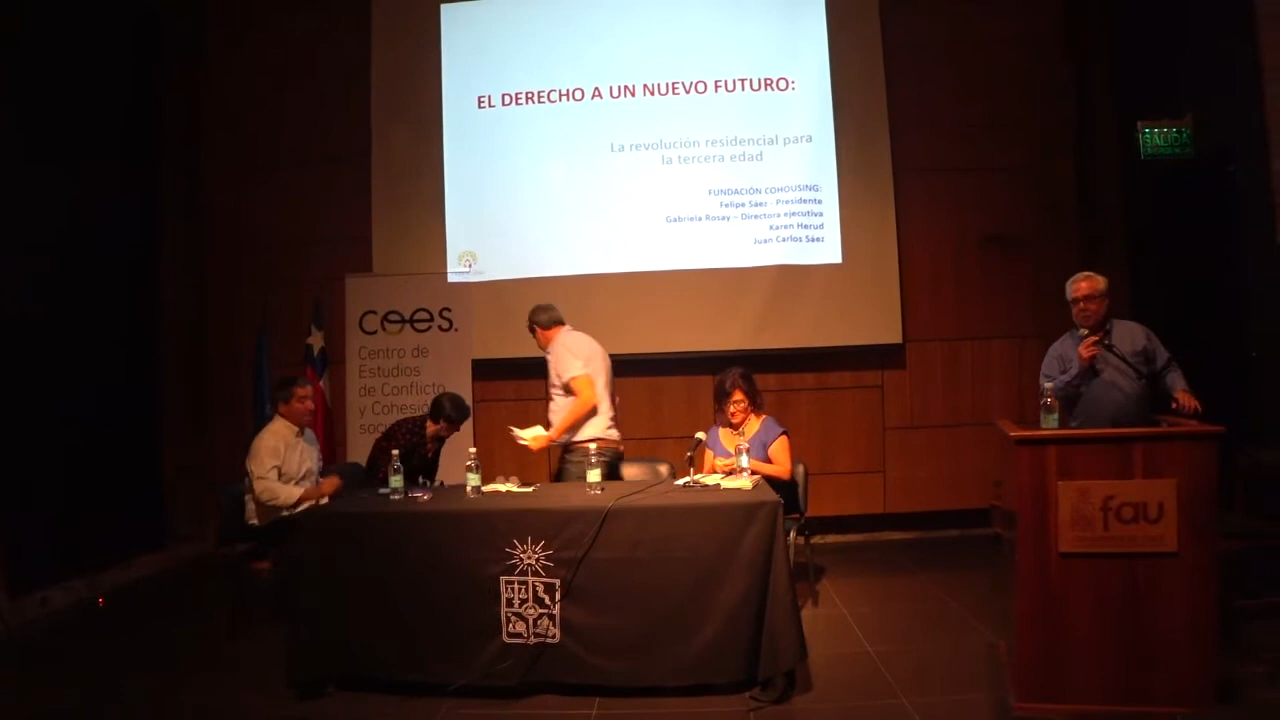 EL DERECHO A UN NUEVO FUTURO:
La revolución residencial para
la tercera edad
FUNDACIÓN COHOUSING:
Felipe Sáez - Presidente
Gabriela Rosay – Directora ejecutiva
Karen Herud
Juan Carlos Sáez
SALIDA
coes.
Centro de
Estudios
de Conflicto
y Cohesió
fau